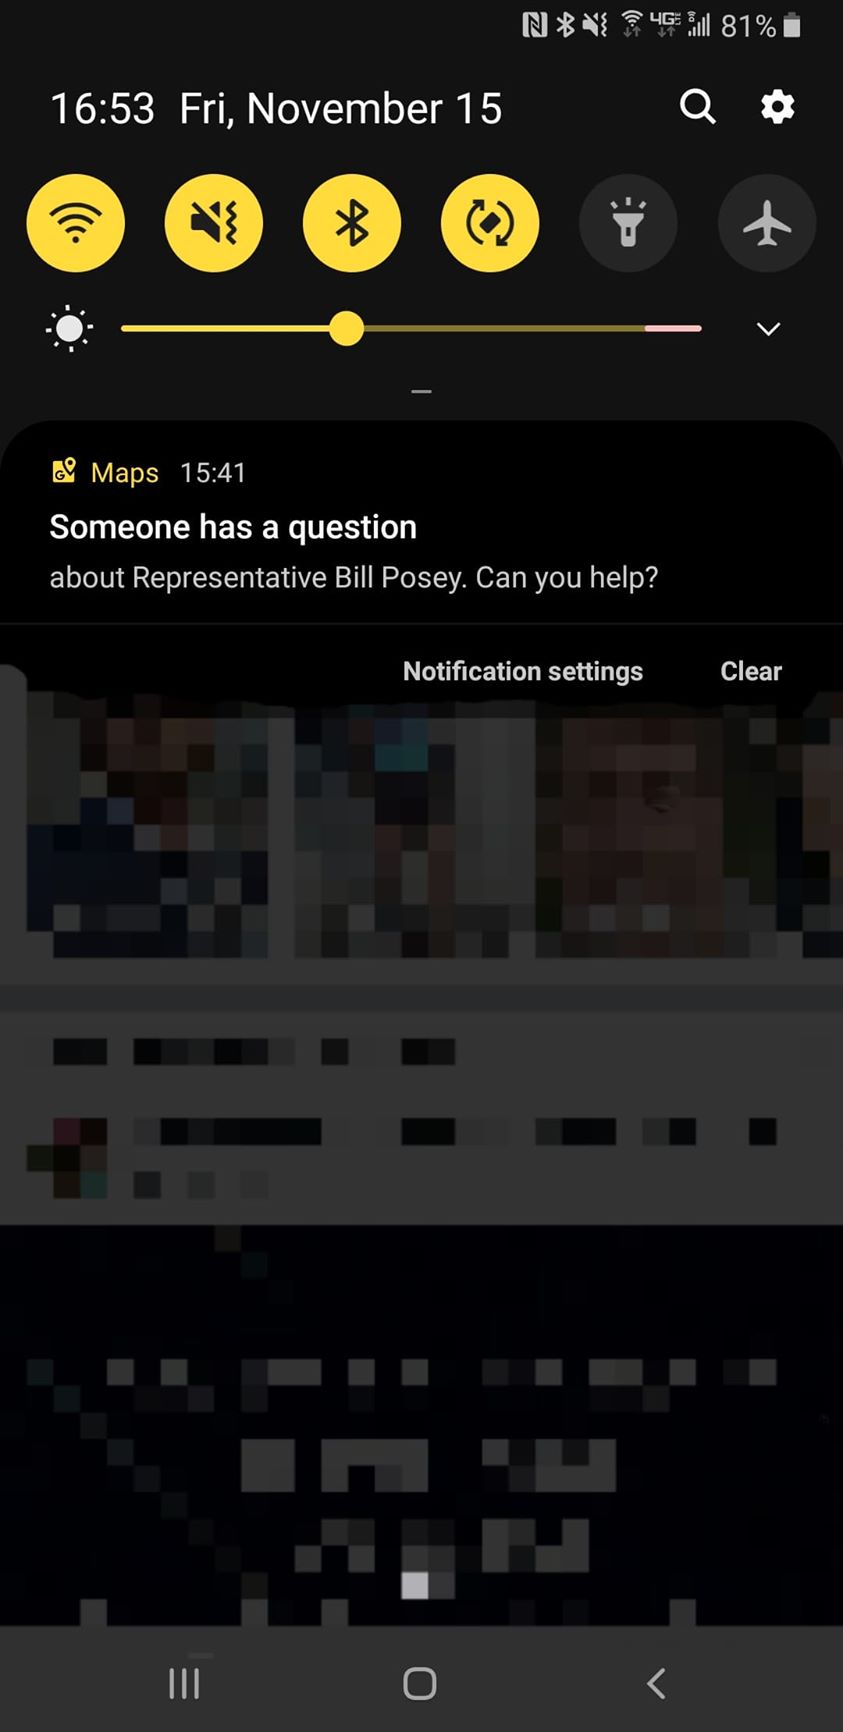 4G LTE 81%
16:53 Fri, November 15
Maps 15:41
Someone has a question
about Representative Bill Posey. Can you help?
Notification settings Clear